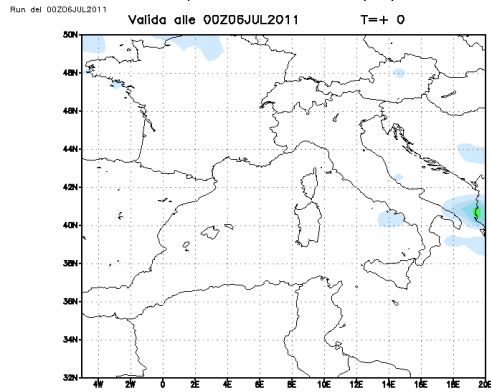 Run del 00Z06JUL2011
Valida alle 00Z06JUL2011 T=+ 0
50N
48N
46N
44N
42N
40N
38N
36N
34N
32N
4W 2W 0 2E 4E 6E 8E 10E 12E 14E 16E 18E 20E